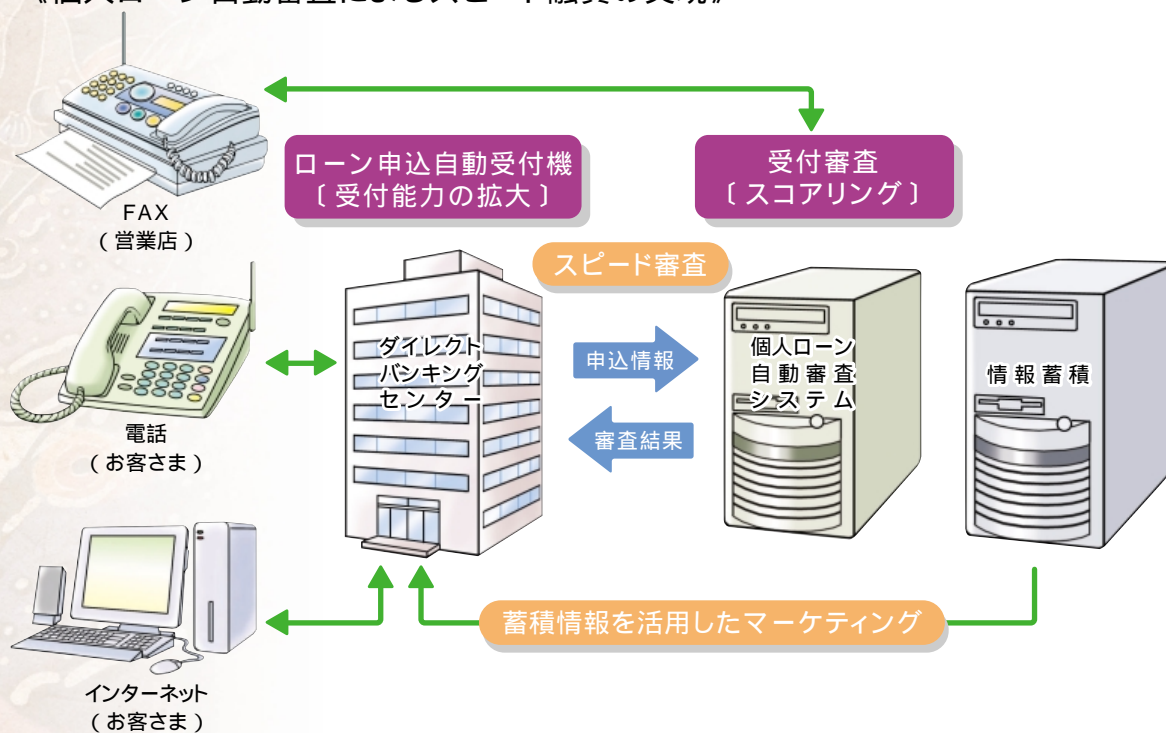 ローン申込自動受付機
〔受付能力の拡大〕
受付審査
〔スコアリング〕
FAX
(営業店)
スピード審査
ダイレクト
バンキング
センター
申込情報
審査結果
個人ローン
自動審査
システム
情報蓄積
電話
(お客さま)
蓄積情報を活用したマーケティング
インターネット
(お客さま)